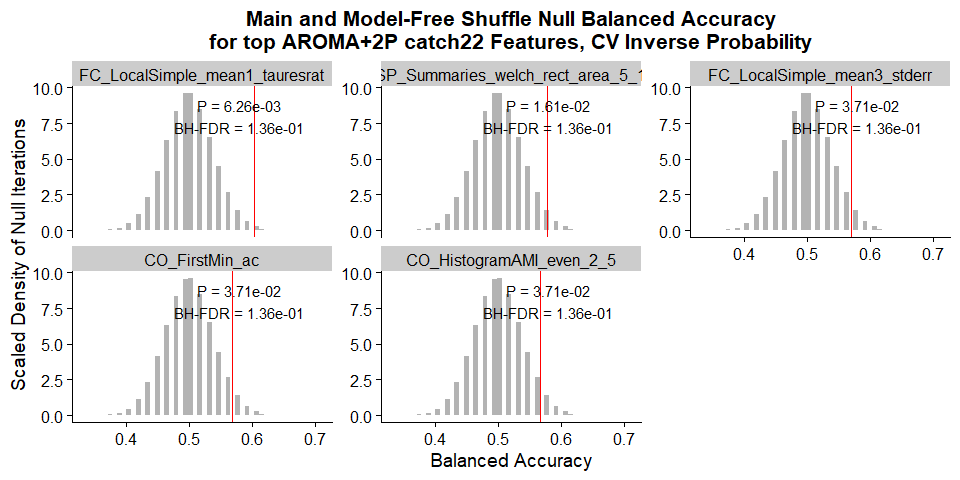 Main and Model-Free Shuffle Null Balanced Accuracy
for top AROMA+2P catch22 Features, CV Inverse Probability
FC_LocalSimple_mean1_tauresrat
SP_Summaries_welch_rect_area_5_1
FC_LocalSimple_mean3_stderr
10.0
7.5
5.0
2.5
0.0
P = 6.26e-03
BH-FDR = 1.36e-01
10.0
7.5
5.0
2.5
0.0
P = 1.61e-02
BH-FDR = 1.36e-01
10.0
7.5
5.0
2.5
0.0
P = 3.71e-02
BH-FDR = 1.36e-01
0.4 0.5 0.6 0.7
CO_FirstMin_ac
CO_HistogramAMI_even_2_5
10.0
7.5
5.0
2.5
0.0
P = 3.71e-02
BH-FDR = 1.36e-01
0.4 0.5 0.6 0.7
10.0
7.5
5.0
2.5
0.0
P = 3.71e-02
BH-FDR = 1.36e-01
0.4 0.5 0.6 0.7
Scaled Density of Null Iterations
Balanced Accuracy